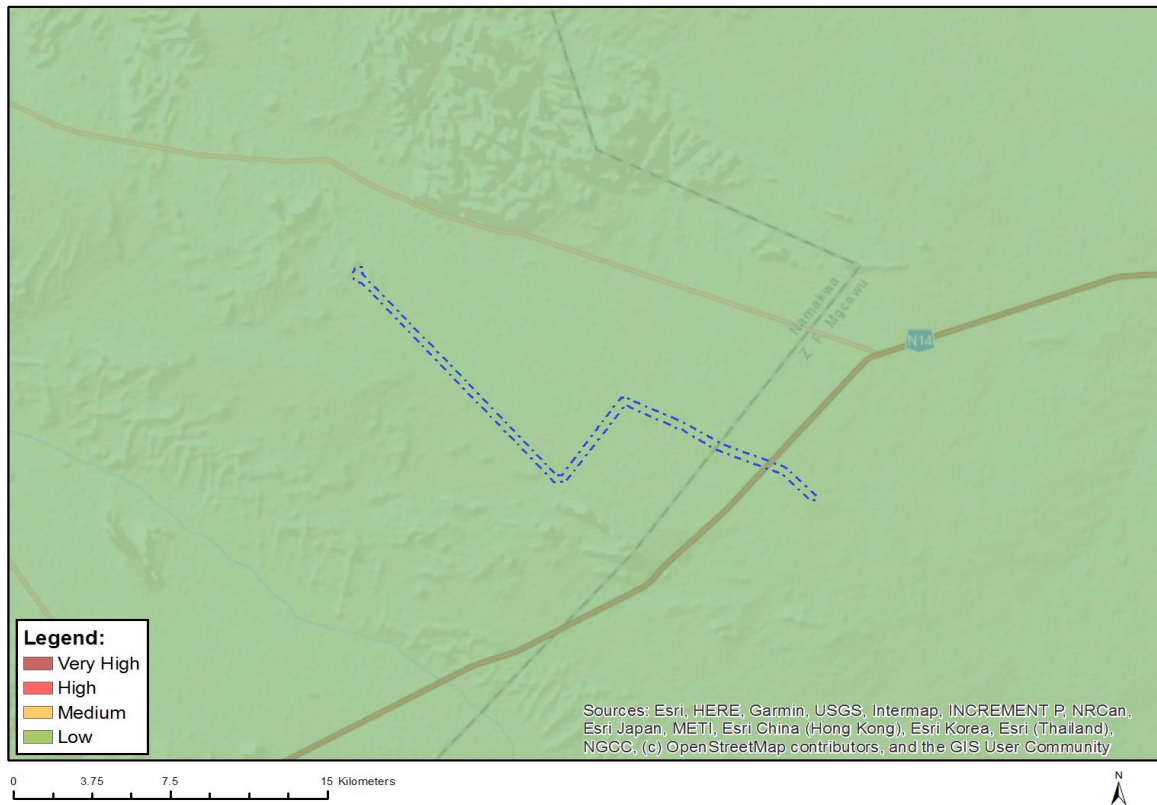 Namakwa
Z. F. Mgcawu
N14
Legend:
Very High
High
Medium
Low
Sources: Esri, HERE, Garmin, USGS, Intermap, INCREMENT P, NRCan,
Esri Japan, METI, Esri China (Hong Kong), Esri Korea, Esri (Thailand),
NGCC, (c) OpenStreetMap contributors, and the GIS User Community
0 3.75 7.5 15 Kilometers
N